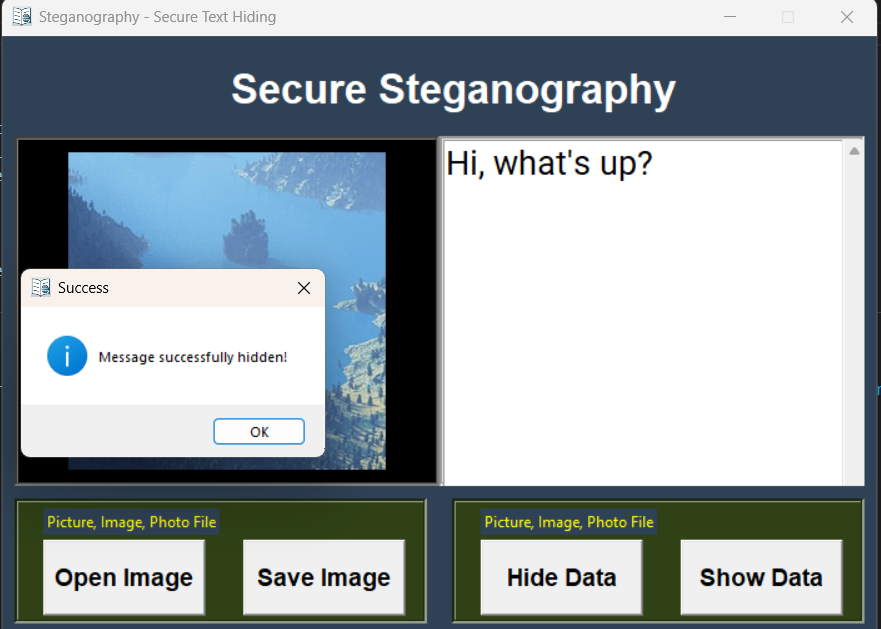 Steganography - Secure Text Hiding
Secure Steganography
Hi, what's up?
Success
Message successfully hidden!
OK
Picture, Image, Photo File
Open Image
Save Image
Picture, Image, Photo File
Hide Data
Show Data